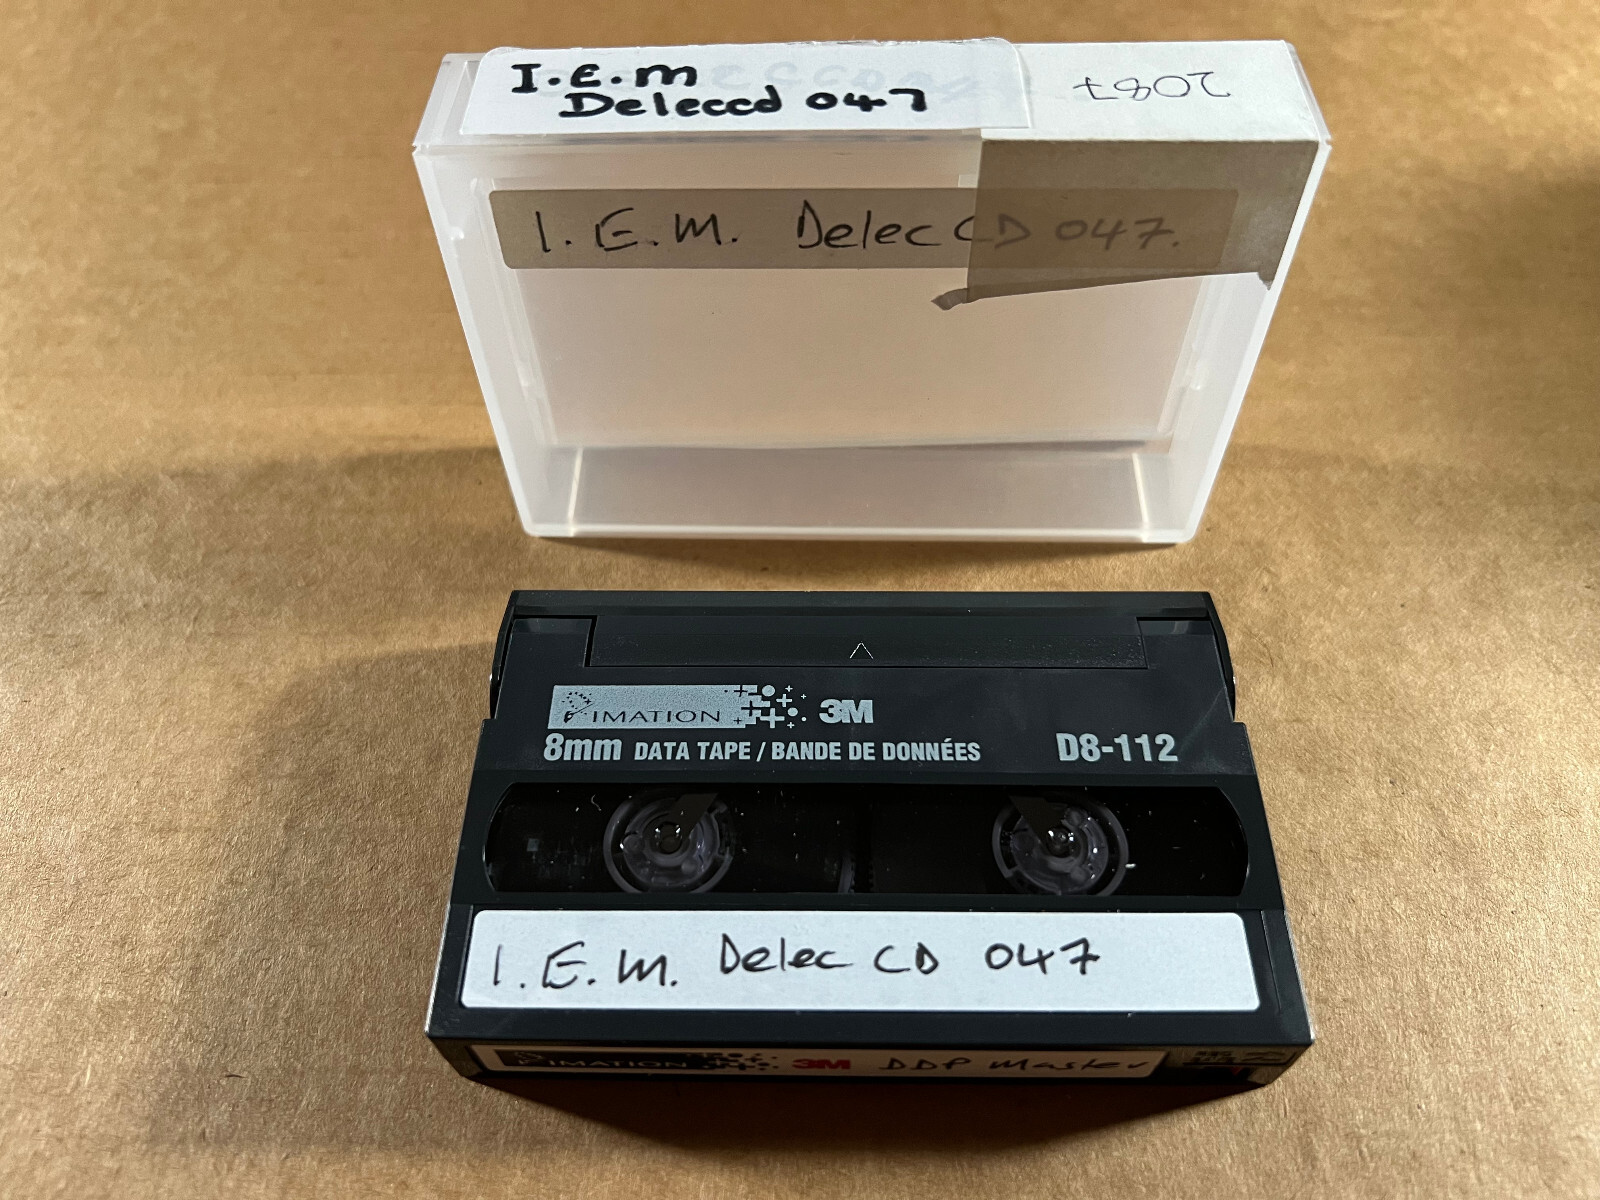 I.E.M
Deleccd 047
2087
I.E.M. Delec CD 047.
IMATION 3M
8mm DATA TAPE / BANDE DE DONNÉES D8-112
I.E.M. Delec CD 047
IMATION 3M DDP Master